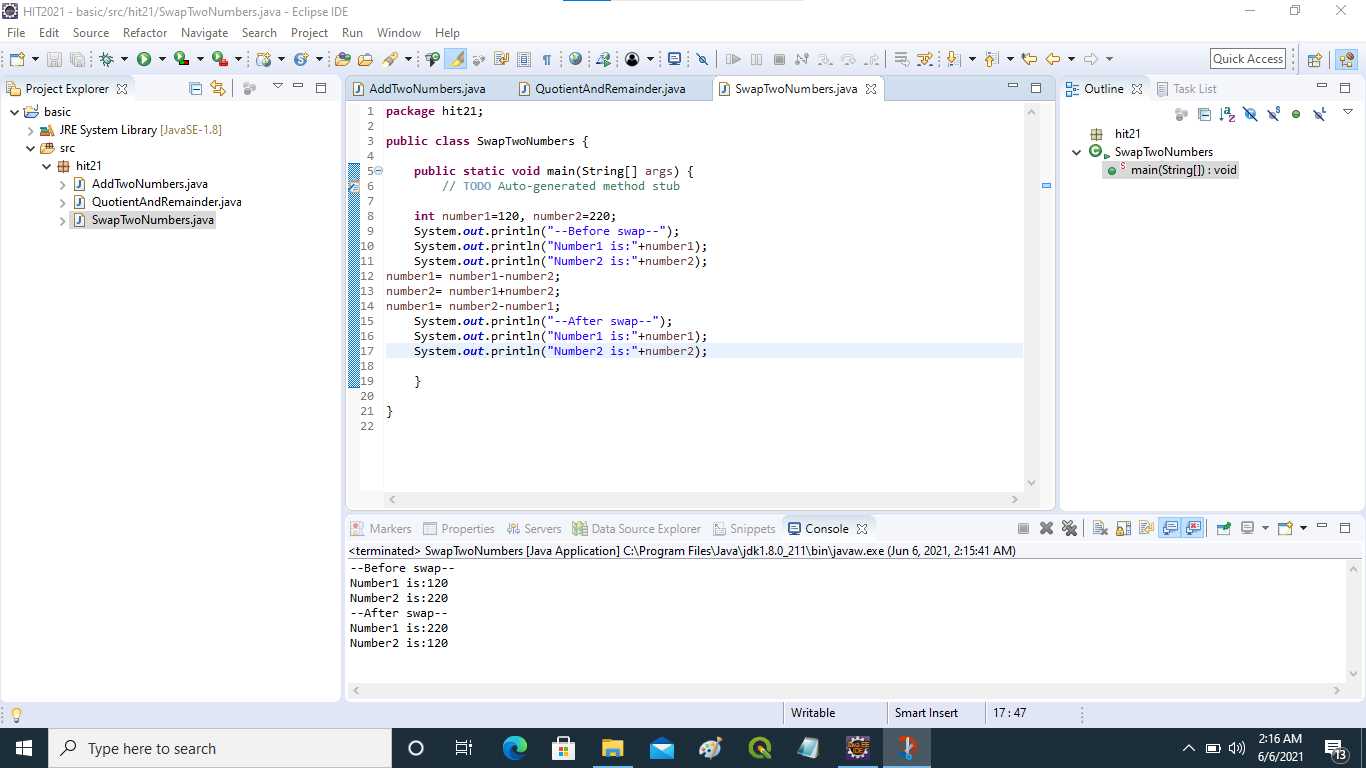 HIT2021 - basic/src/hit21/SwapTwoNumbers.java - Eclipse IDE
File Edit Source Refactor Navigate Search Project Run Window Help
Quick Access
Project Explorer
basic
JRE System Library [JavaSE-1.8]
src
hit21
AddTwoNumbers.java
QuotientAndRemainder.java
SwapTwoNumbers.java
AddTwoNumbers.java QuotientAndRemainder.java SwapTwoNumbers.java
1 package hit21;
2
3 public class SwapTwoNumbers {
4
5 public static void main(String[] args) {
6 // TODO Auto-generated method stub
7
8 int number1=120, number2=220;
9 System.out.println("--Before swap--");
10 System.out.println("Number1 is:"+number1);
11 System.out.println("Number2 is:"+number2);
12 number1= number1-number2;
13 number2= number1+number2;
14 number1= number2-number1;
15 System.out.println("--After swap--");
16 System.out.println("Number1 is:"+number1);
17 System.out.println("Number2 is:"+number2);
18
19 }
20
21 }
22
Outline Task List
hit21
SwapTwoNumbers
main(String[]) : void
Markers Properties Servers Data Source Explorer Snippets Console
<terminated> SwapTwoNumbers [Java Application] C:\Program Files\Java\jdk1.8.0_211\bin\javaw.exe (Jun 6, 2021, 2:15:41 AM)
--Before swap--
Number1 is:120
Number2 is:220
--After swap--
Number1 is:220
Number2 is:120
Writable Smart Insert 17 : 47
Type here to search
2:16 AM
6/6/2021
13